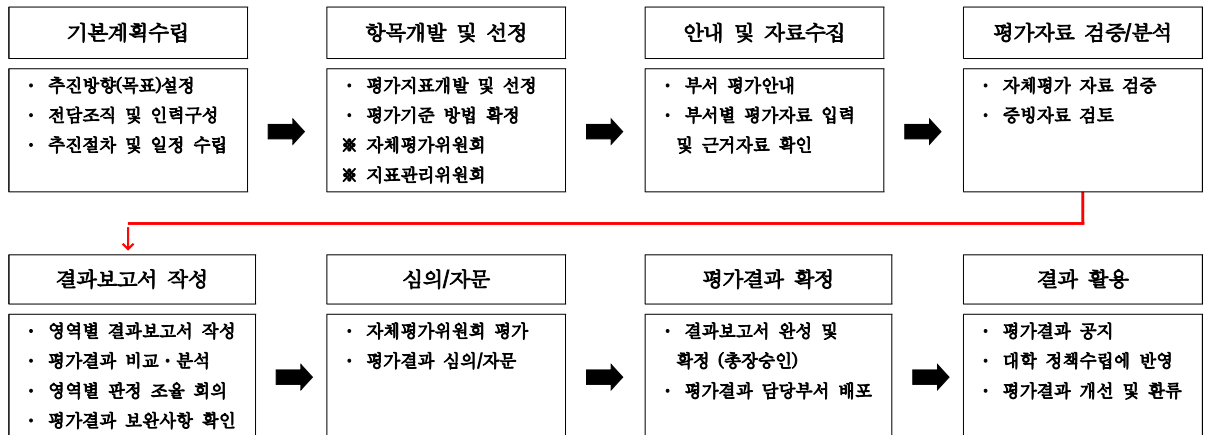 기본계획수립
· 추진방향(목표)설정
· 전담조직 및 인력구성
· 추진절차 및 일정 수립
항목개발 및 선정
· 평가지표개발 및 선정
· 평가기준 방법 확정
※ 자체평가위원회
※ 지표관리위원회
안내 및 자료수집
· 부서 평가안내
· 부서별 평가자료 입력
및 근거자료 확인
평가자료 검증/분석
· 자체평가 자료 검증
· 증빙자료 검토
결과보고서 작성
· 영역별 결과보고서 작성
· 평가결과 비교·분석
· 영역별 판정 조율 회의
· 평가결과 보완사항 확인
심의/자문
· 자체평가위원회 평가
· 평가결과 심의/자문
평가결과 확정
· 결과보고서 완성 및
확정 (총장승인)
· 평가결과 담당부서 배포
결과 활용
· 평가결과 공지
· 대학 정책수립에 반영
· 평가결과 개선 및 환류